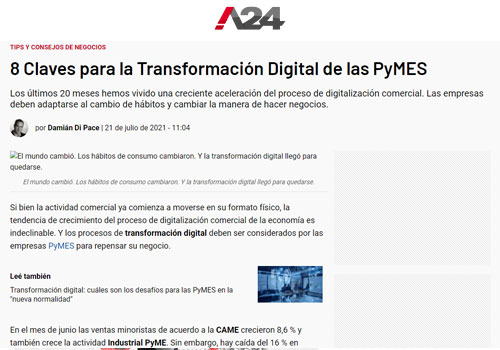 A24
TIPS Y CONSEJOS DE NEGOCIOS
8 Claves para la Transformación Digital de las PyMES
Los últimos 20 meses hemos vivido una creciente aceleración del proceso de digitalización comercial. Las empresas
deben adaptarse al cambio de hábitos y cambiar la manera de hacer negocios.
por Damián Di Pace | 21 de julio de 2021 - 11:04
El mundo cambió. Los hábitos de consumo cambiaron. Y la transformación digital llegó para
quedarse.
El mundo cambió. Los hábitos de consumo cambiaron. Y la transformación digital llegó para quedarse.
Si bien la actividad comercial ya comienza a moverse en su formato físico, la
tendencia de crecimiento del proceso de digitalización comercial de la economía es
indeclinable. Y los procesos de transformación digital deben ser considerados por las
empresas PyMES para repensar su negocio.
Leé también
Transformación digital: cuáles son los desafíos para las PyMES en la
"nueva normalidad"
En el mes de junio las ventas minoristas de acuerdo a la CAME crecieron 8,6 % y
también crece la actividad Industrial PyME. Sin embargo, hay caída del 16 % en